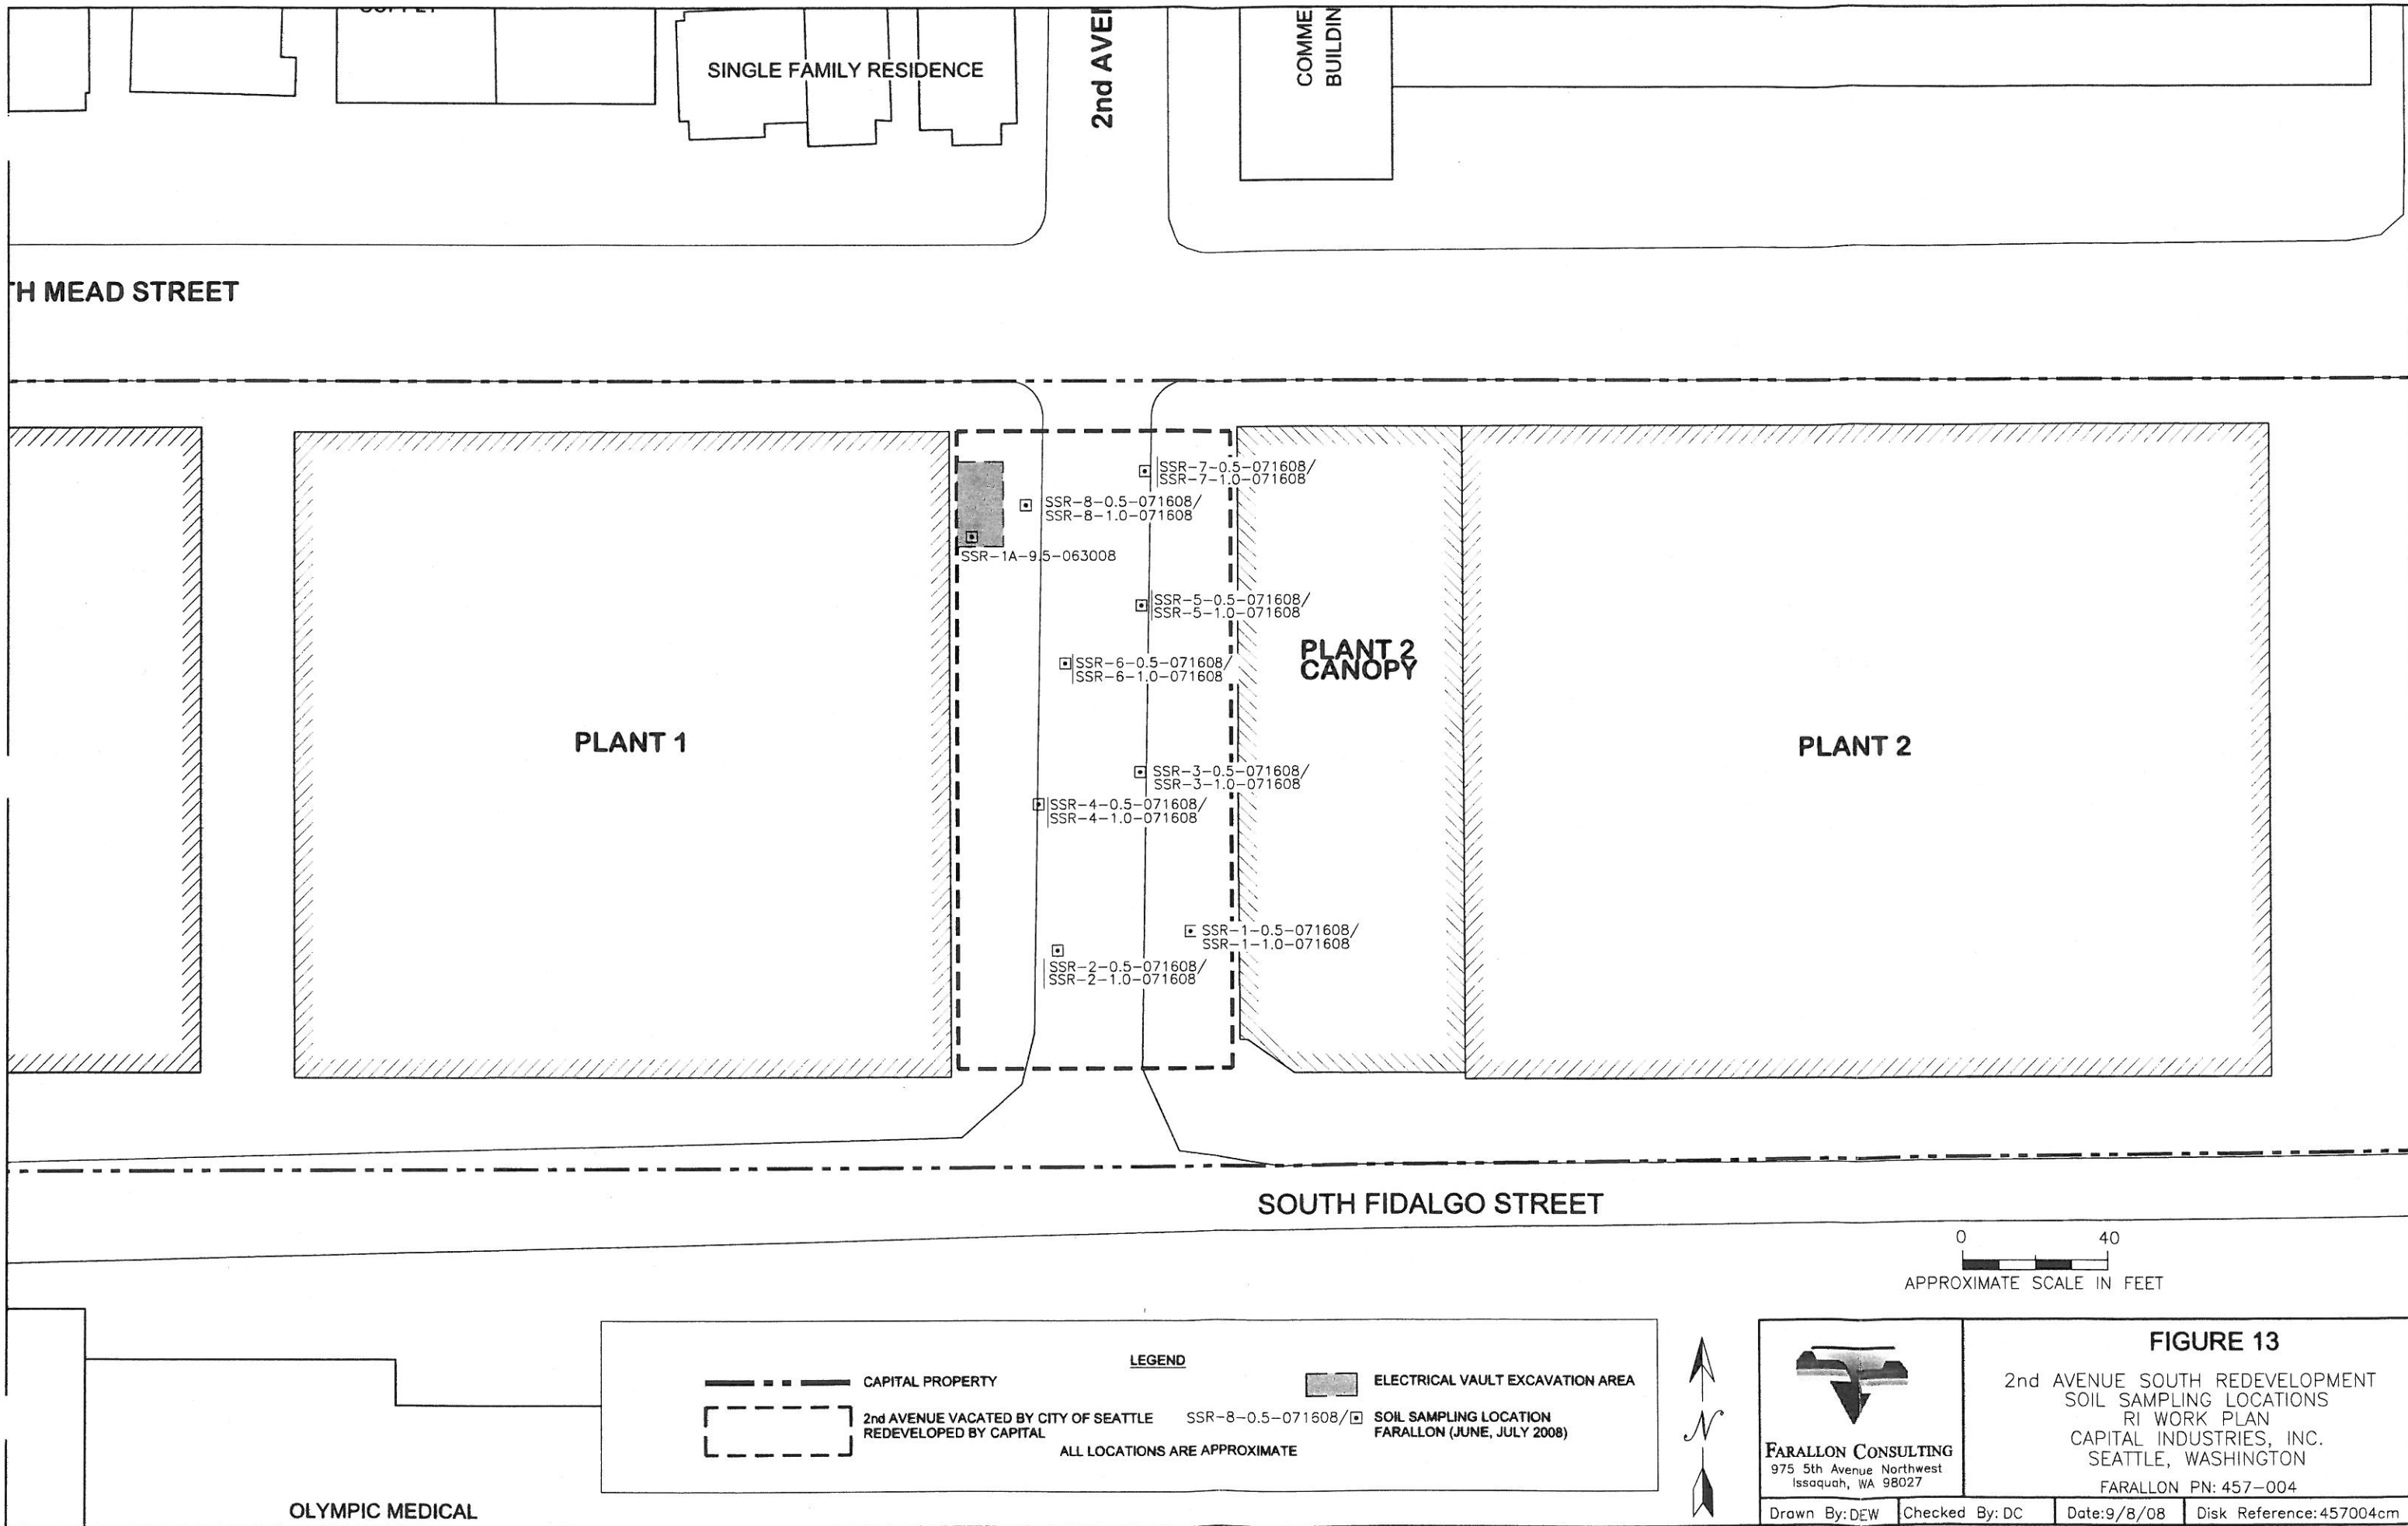 SINGLE FAMILY RESIDENCE
2nd AVE
COMME
BUILDIN
TH MEAD STREET
SSR-7-0.5-071608/
SSR-7-1.0-071608
SSR-8-0.5-071608/
SSR-8-1.0-071608
SSR-1A-9.5-063008
SSR-5-0.5-071608/
SSR-5-1.0-071608
SSR-6-0.5-071608/
SSR-6-1.0-071608
PLANT 2
CANOPY
PLANT 1
PLANT 2
SSR-3-0.5-071608/
SSR-3-1.0-071608
SSR-4-0.5-071608/
SSR-4-1.0-071608
SSR-1-0.5-071608/
SSR-1-1.0-071608
SSR-2-0.5-071608/
SSR-2-1.0-071608
SOUTH FIDALGO STREET
0 40
APPROXIMATE SCALE IN FEET
LEGEND
CAPITAL PROPERTY
ELECTRICAL VAULT EXCAVATION AREA
2nd AVENUE VACATED BY CITY OF SEATTLE
REDEVELOPED BY CAPITAL
SSR-8-0.5-071608/
SOIL SAMPLING LOCATION
FARALLON (JUNE, JULY 2008)
ALL LOCATIONS ARE APPROXIMATE
OLYMPIC MEDICAL
N
FARALLON CONSULTING
975 5th Avenue Northwest
Issaquah, WA 98027
FIGURE 13
2nd AVENUE SOUTH REDEVELOPMENT
SOIL SAMPLING LOCATIONS
RI WORK PLAN
CAPITAL INDUSTRIES, INC.
SEATTLE, WASHINGTON
FARALLON PN: 457-004
Drawn By: DEW Checked By: DC Date: 9/8/08 Disk Reference: 457004cm